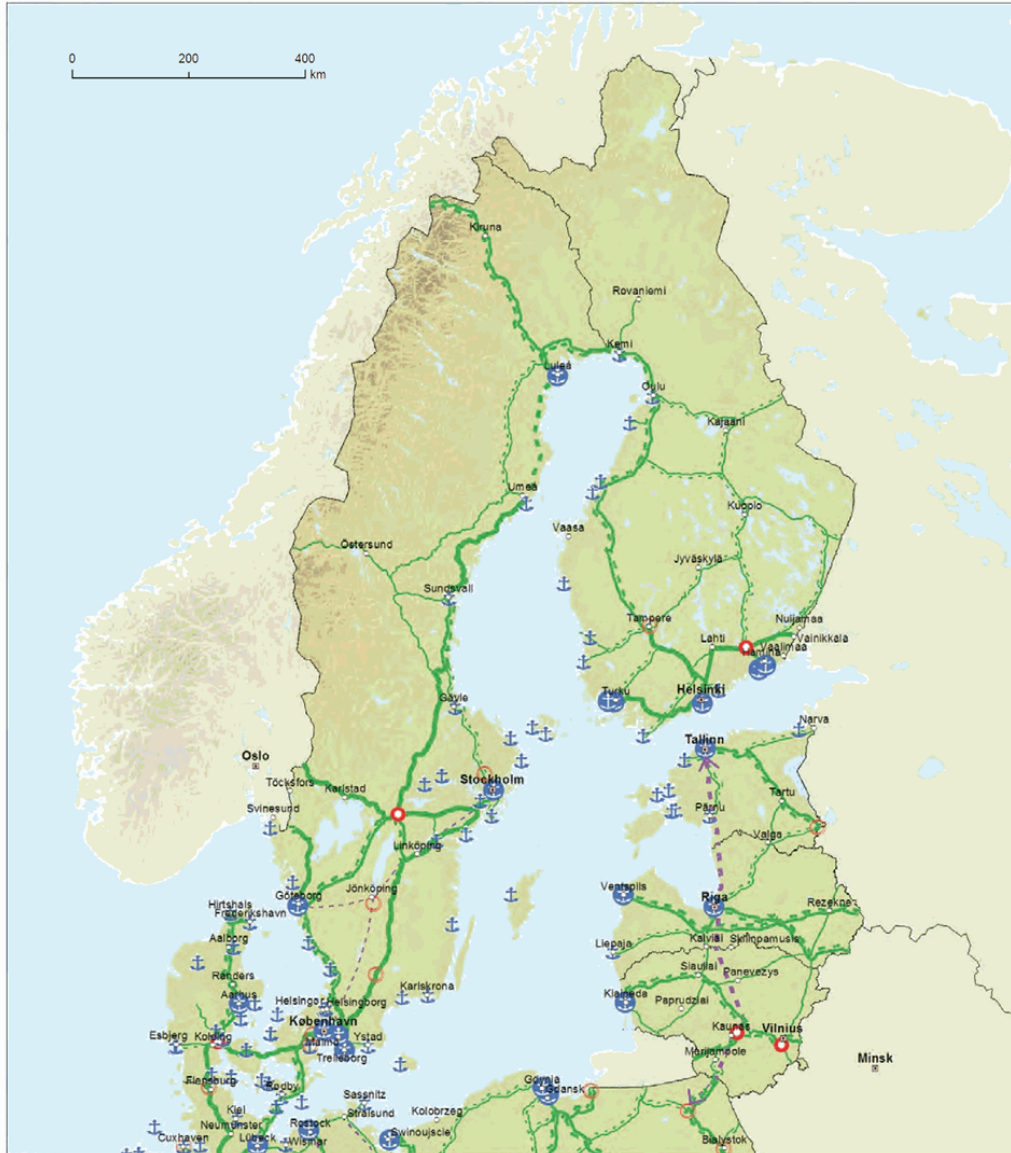 0 200 400
km
Kiruna
Rovaniemi
Kemi
Luleå
Oulu
Kajaani
Umeå
Kuopio
Vaasa
Östersund
Jyväskylä
Sundsvall
Tampere
Nuijamaa
Lahti
Vainikkala
Vaalimaa
Hamina
Gävle
Turku
Helsinki
Narva
Oslo
Tallinn
Töcksfors
Stockholm
Karlstad
Tartu
Svinesund
Pärnu
Linköping
Valga
Jönköping
Göteborg
Ventspils
Riga
Rezekne
Hirtshals
Frederikshavn
Aalborg
Liepaja
Kalviai
Skilinpamusis
Randers
Siauliai
Panevezys
Aarhus
Helsingør
Helsingborg
Karlskrona
Klaipeda
Paprudziai
København
Kaunas
Vilnius
Esbjerg
Kolding
Malmö
Ystad
Trelleborg
Marijampole
Minsk
Flensburg
Rødby
Gdynia
Gdansk
Sassnitz
Kiel
Stralsund
Kolobrzeg
Neumünster
Rostock
Swinoujscie
Cuxhaven
Lübeck
Wismar
Bialystok